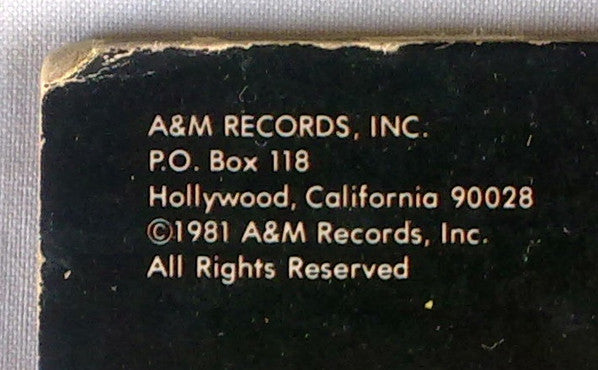 A&M RECORDS, INC.
P.O. Box 118
Hollywood, California 90028
©1981 A&M Records, Inc.
All Rights Reserved